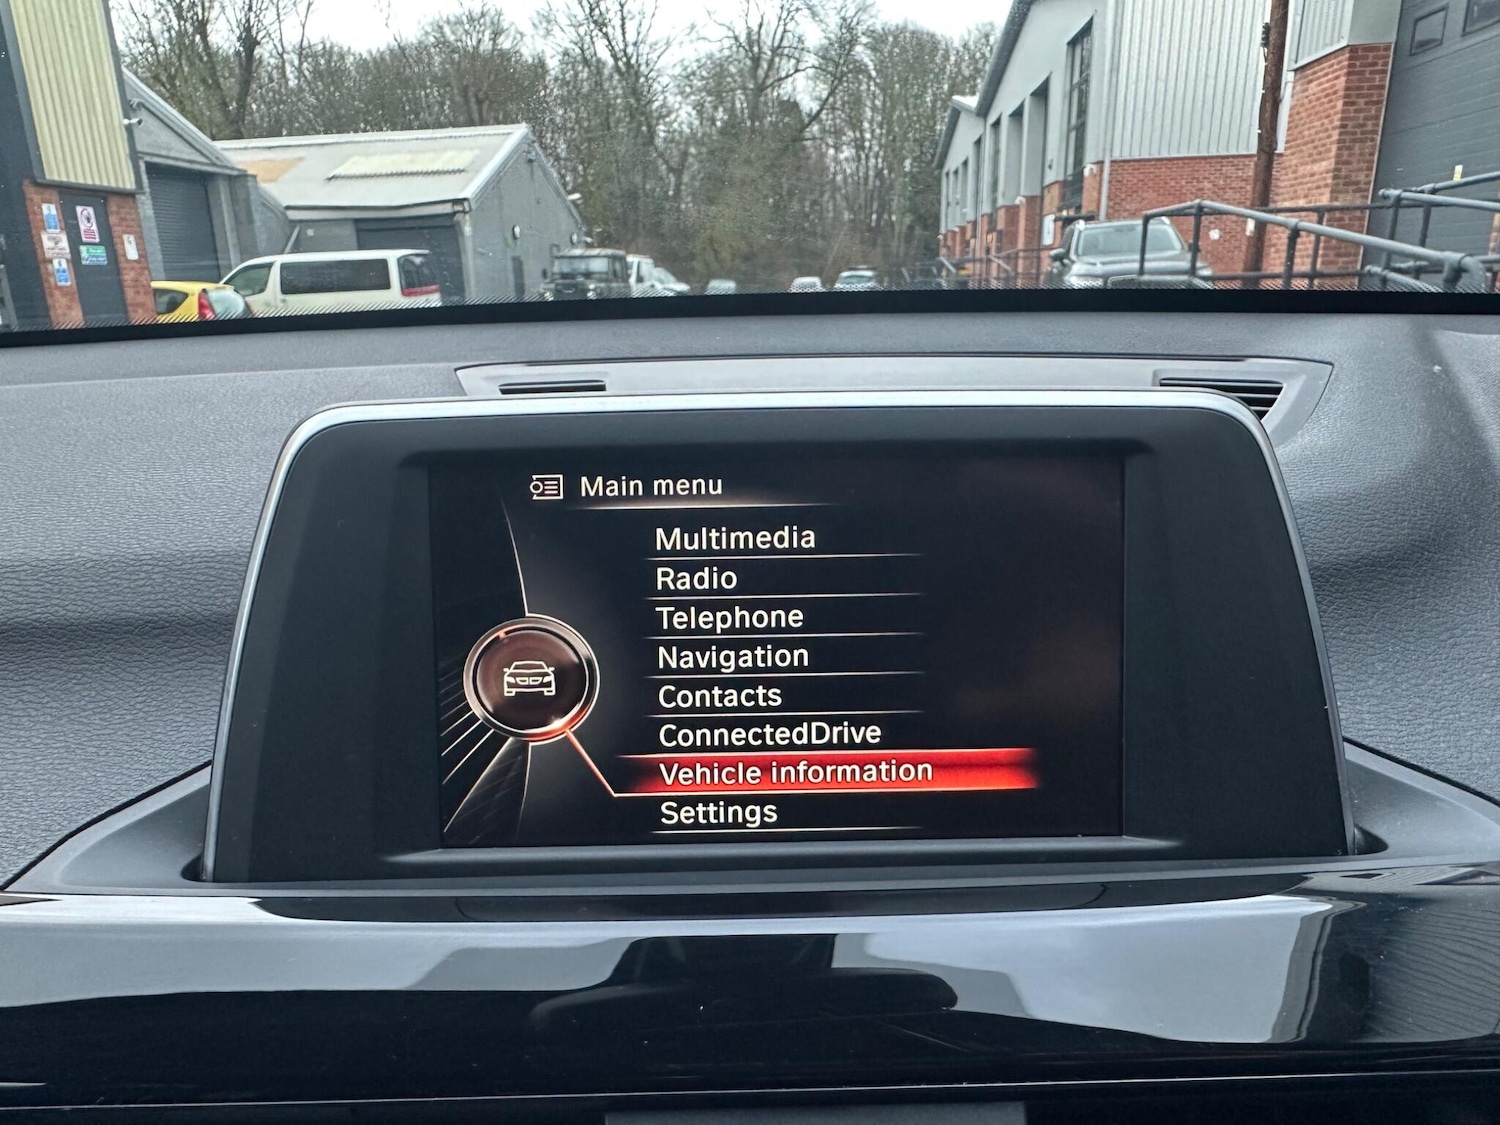 Main menu
Multimedia
Radio
Telephone
Navigation
Contacts
ConnectedDrive
Vehicle information
Settings